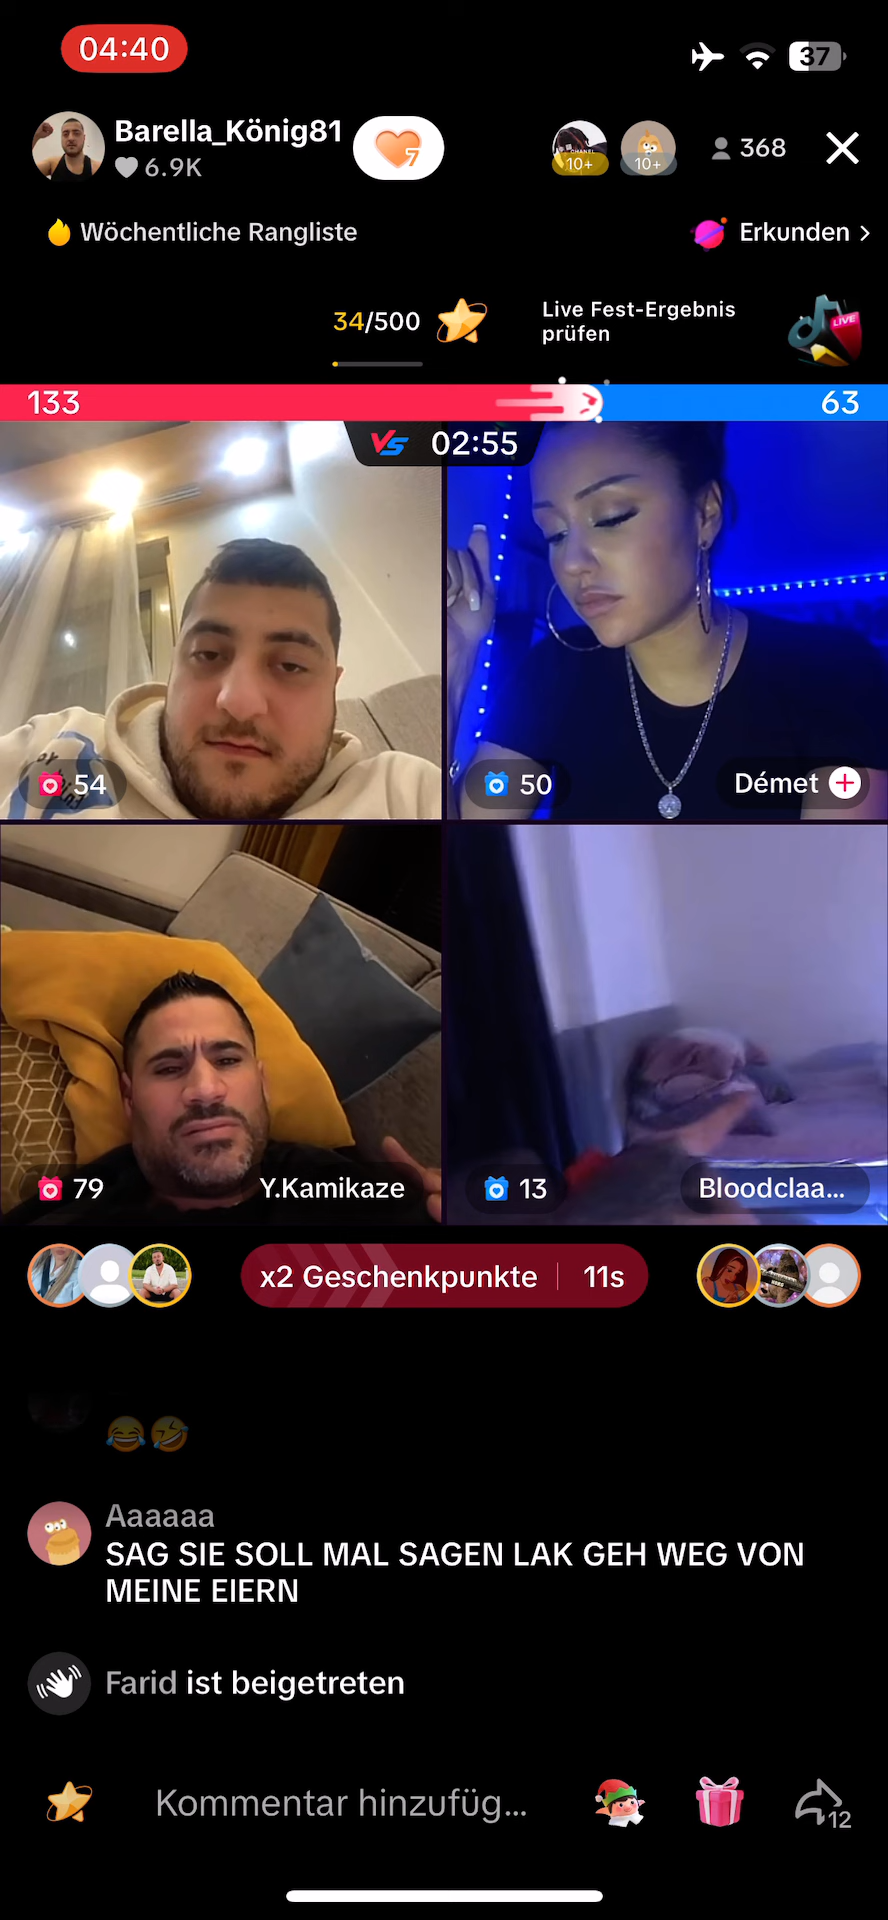 04:40
37
Barella_König81
6.9K
7
10+
10+
368
Wöchentliche Rangliste
Erkunden >
34/500
Live Fest-Ergebnis
prüfen
LIVE
133
63
VS 02:55
54
50
Démet
79
Y.Kamikaze
13
Bloodclaa...
x2 Geschenkpunkte
11s
Aaaaaa
SAG SIE SOLL MAL SAGEN LAK GEH WEG VON
MEINE EIERN
Farid ist beigetreten
Kommentar hinzufüg...
12